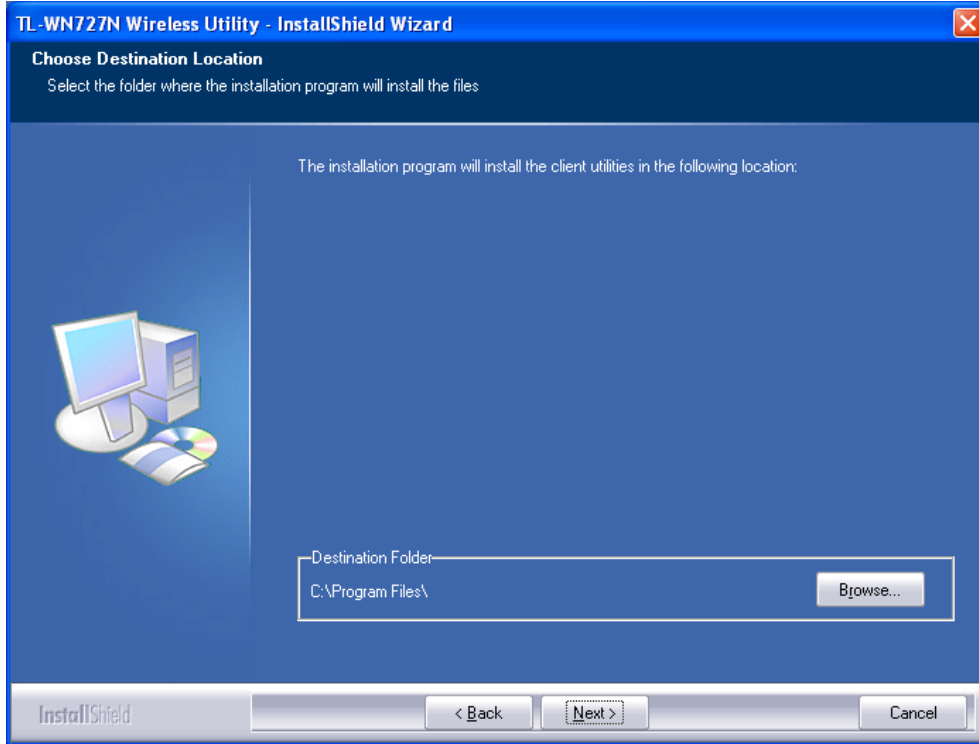 TL-WN727N Wireless Utility - InstallShield Wizard
Choose Destination Location
Select the folder where the installation program will install the files
The installation program will install the client utilities in the following location:
Destination Folder
C:\Program Files\
Browse...
InstallShield
< Back
Next >
Cancel